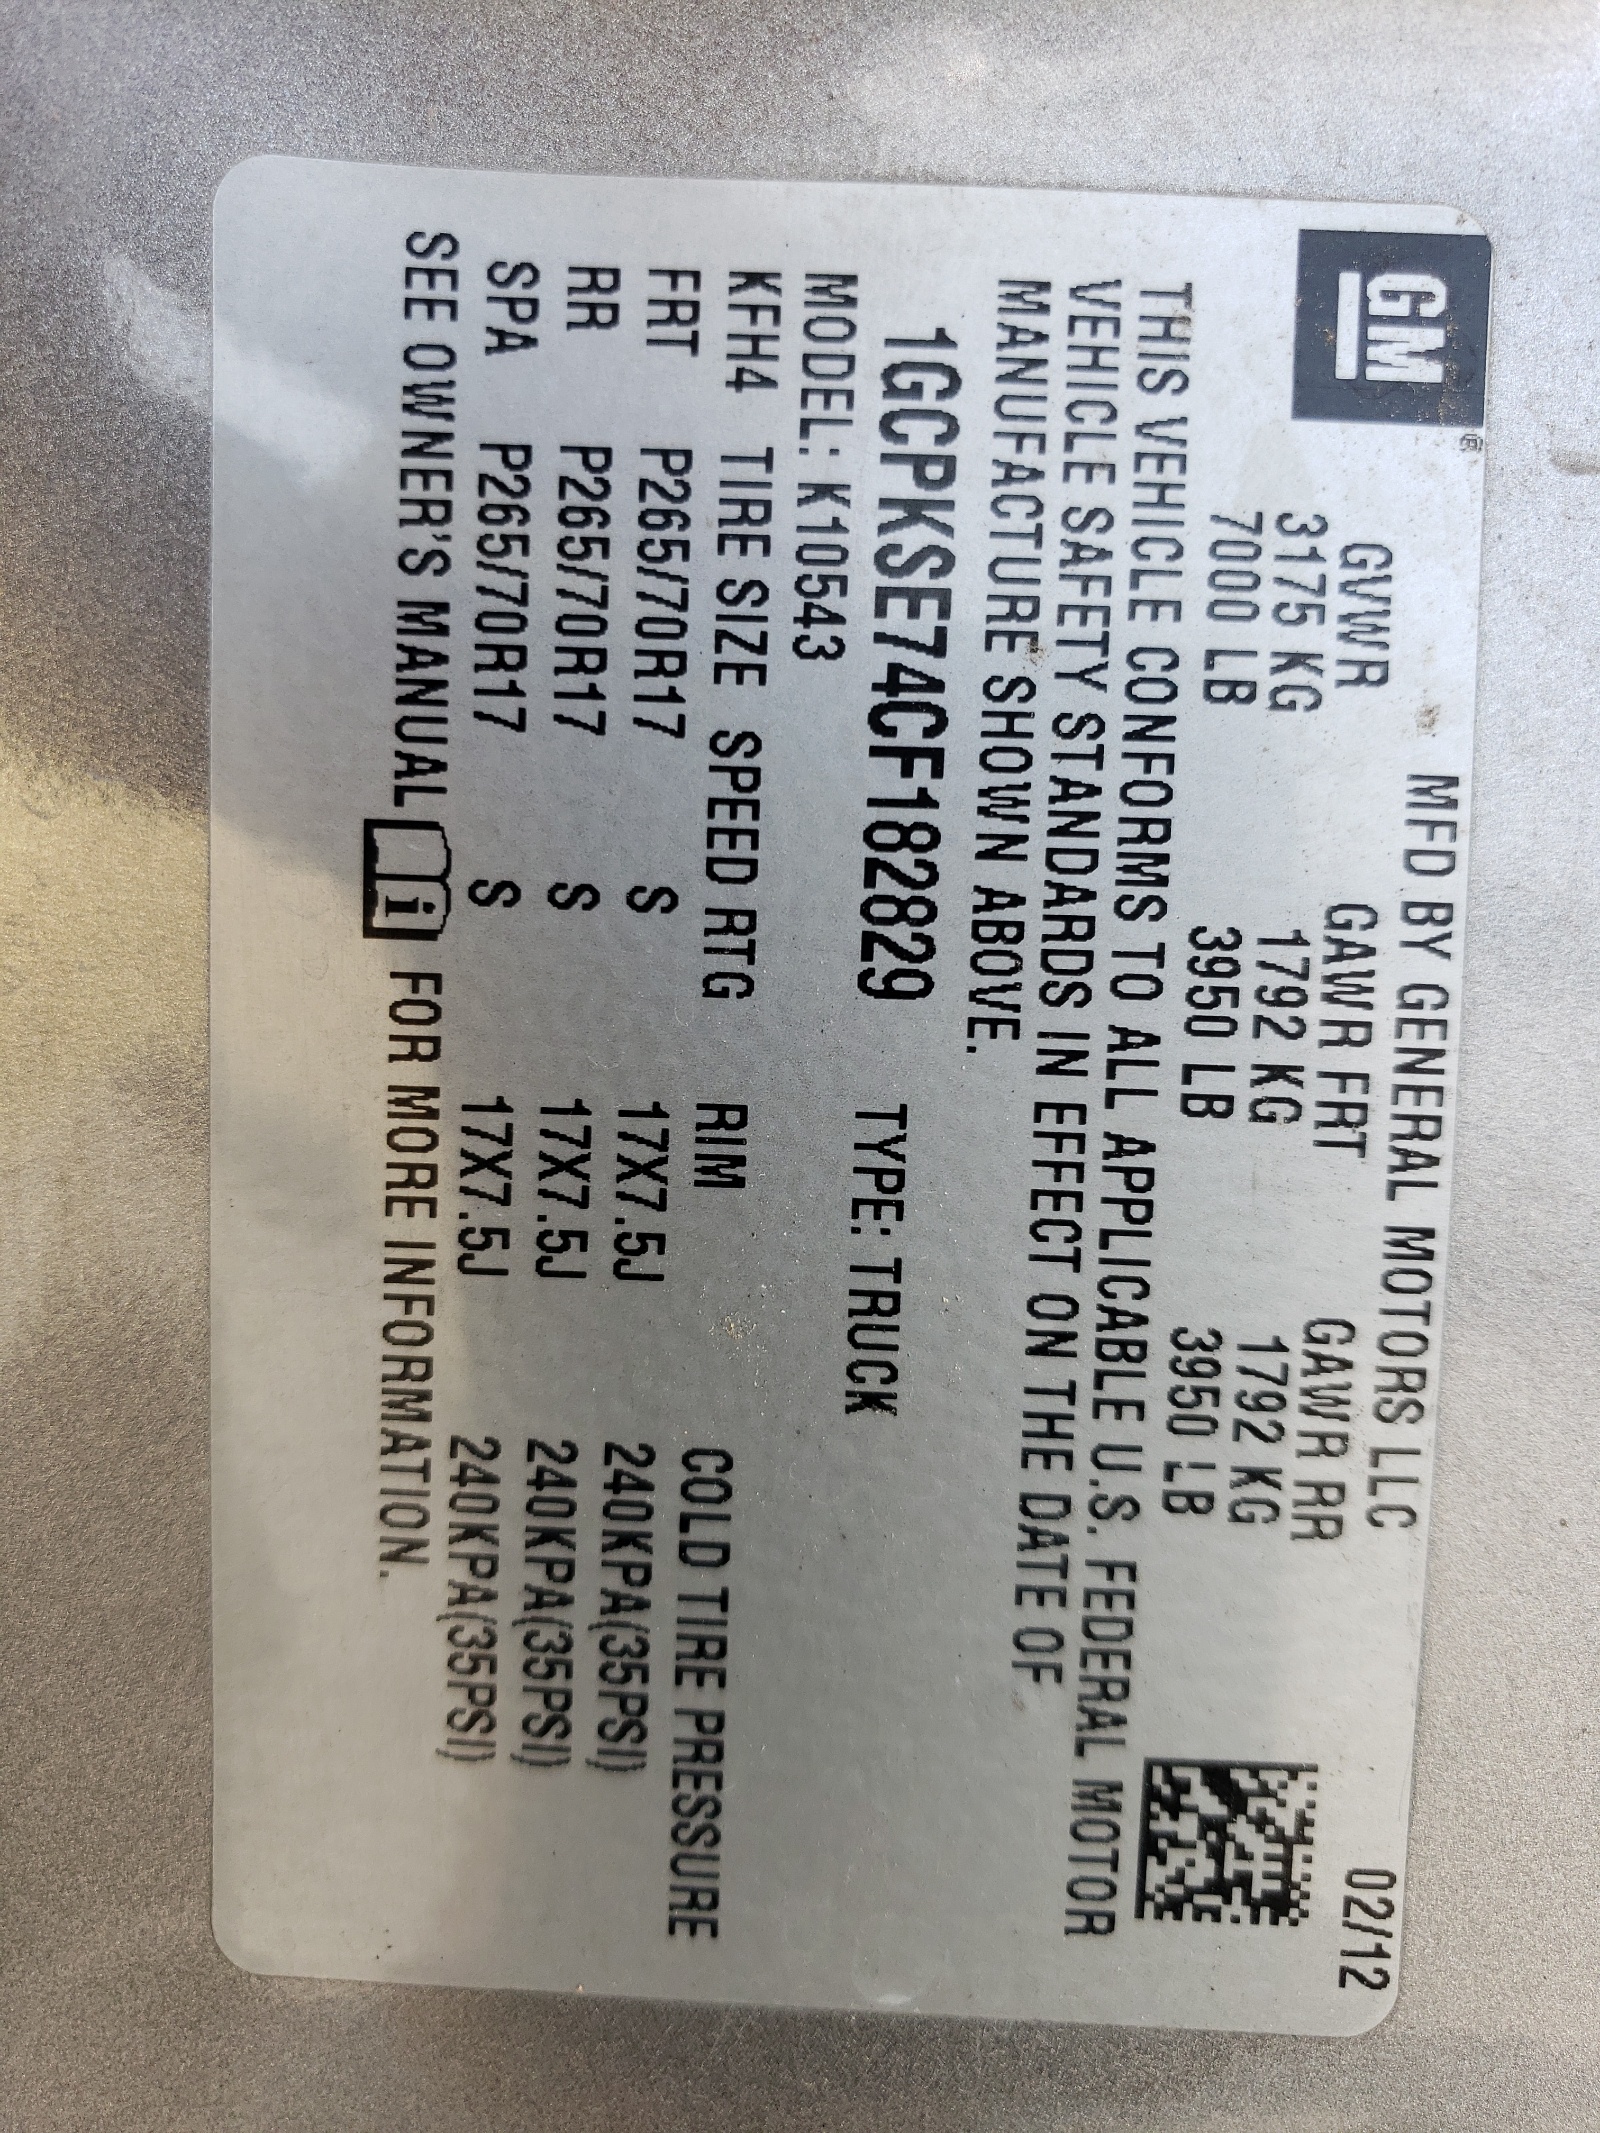 GM ®
MFD BY GENERAL MOTORS LLC 02/12
GVWR GAWR FRT GAWR RR
3175 KG 1792 KG 1792 KG
7000 LB 3950 LB 3950 LB
THIS VEHICLE CONFORMS TO ALL APPLICABLE U.S. FEDERAL MOTOR
VEHICLE SAFETY STANDARDS IN EFFECT ON THE DATE OF
MANUFACTURE SHOWN ABOVE.
1GCPKSE74CF182829 TYPE: TRUCK
MODEL: K10543
KFH4 TIRE SIZE SPEED RTG RIM COLD TIRE PRESSURE
FRT P265/70R17 S 17X7.5J 240KPA(35PSI)
RR P265/70R17 S 17X7.5J 240KPA(35PSI)
SPA P265/70R17 S 17X7.5J 240KPA(35PSI)
SEE OWNER'S MANUAL i FOR MORE INFORMATION.